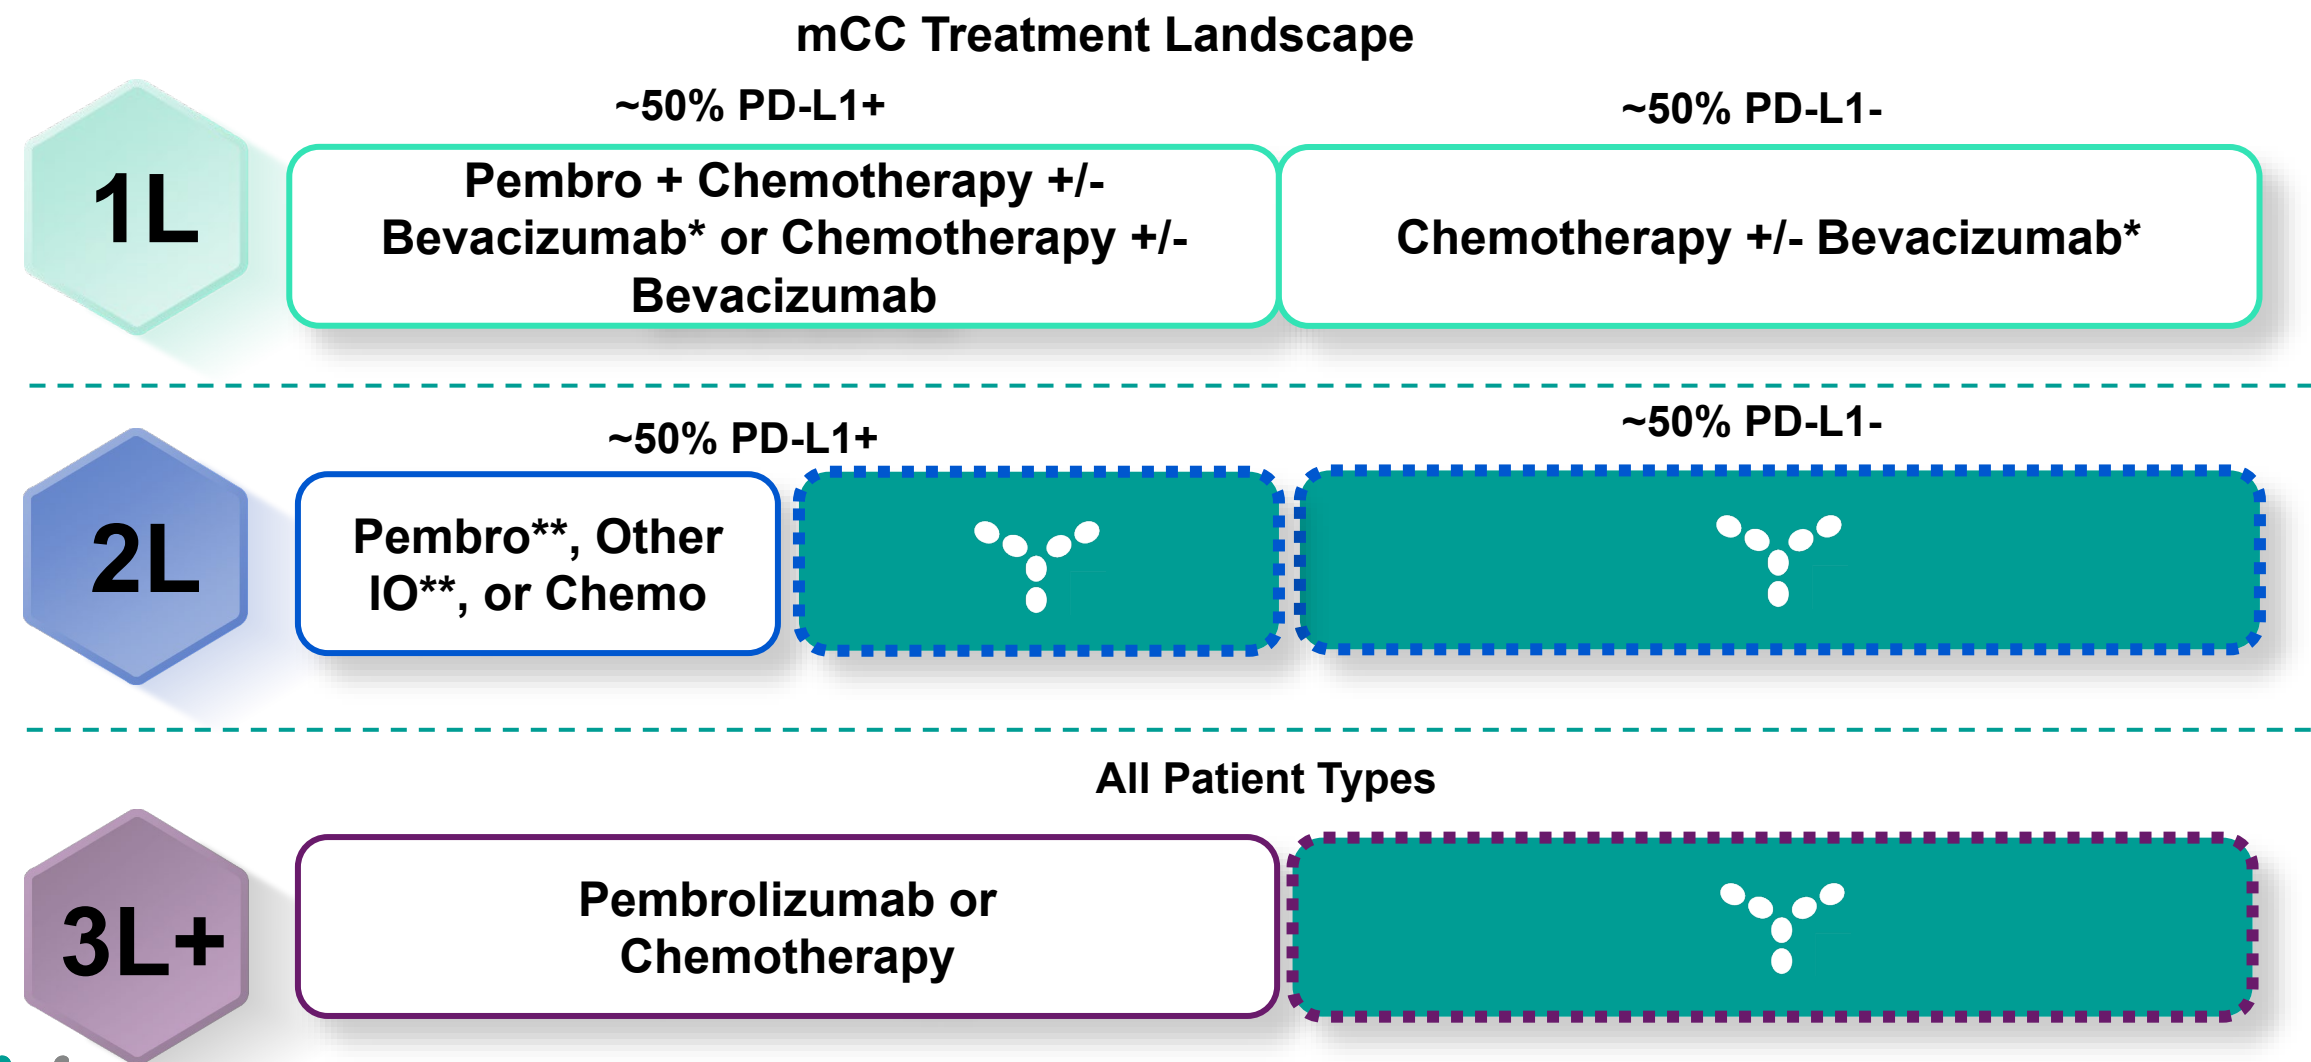 mCC Treatment Landscape
~50% PD-L1+
~50% PD-L1-
1L
Pembro + Chemotherapy +/-
Bevacizumab* or Chemotherapy +/-
Bevacizumab
Chemotherapy +/- Bevacizumab*
~50% PD-L1+
~50% PD-L1-
2L
Pembro**, Other
IO**, or Chemo
All Patient Types
3L+
Pembrolizumab or
Chemotherapy